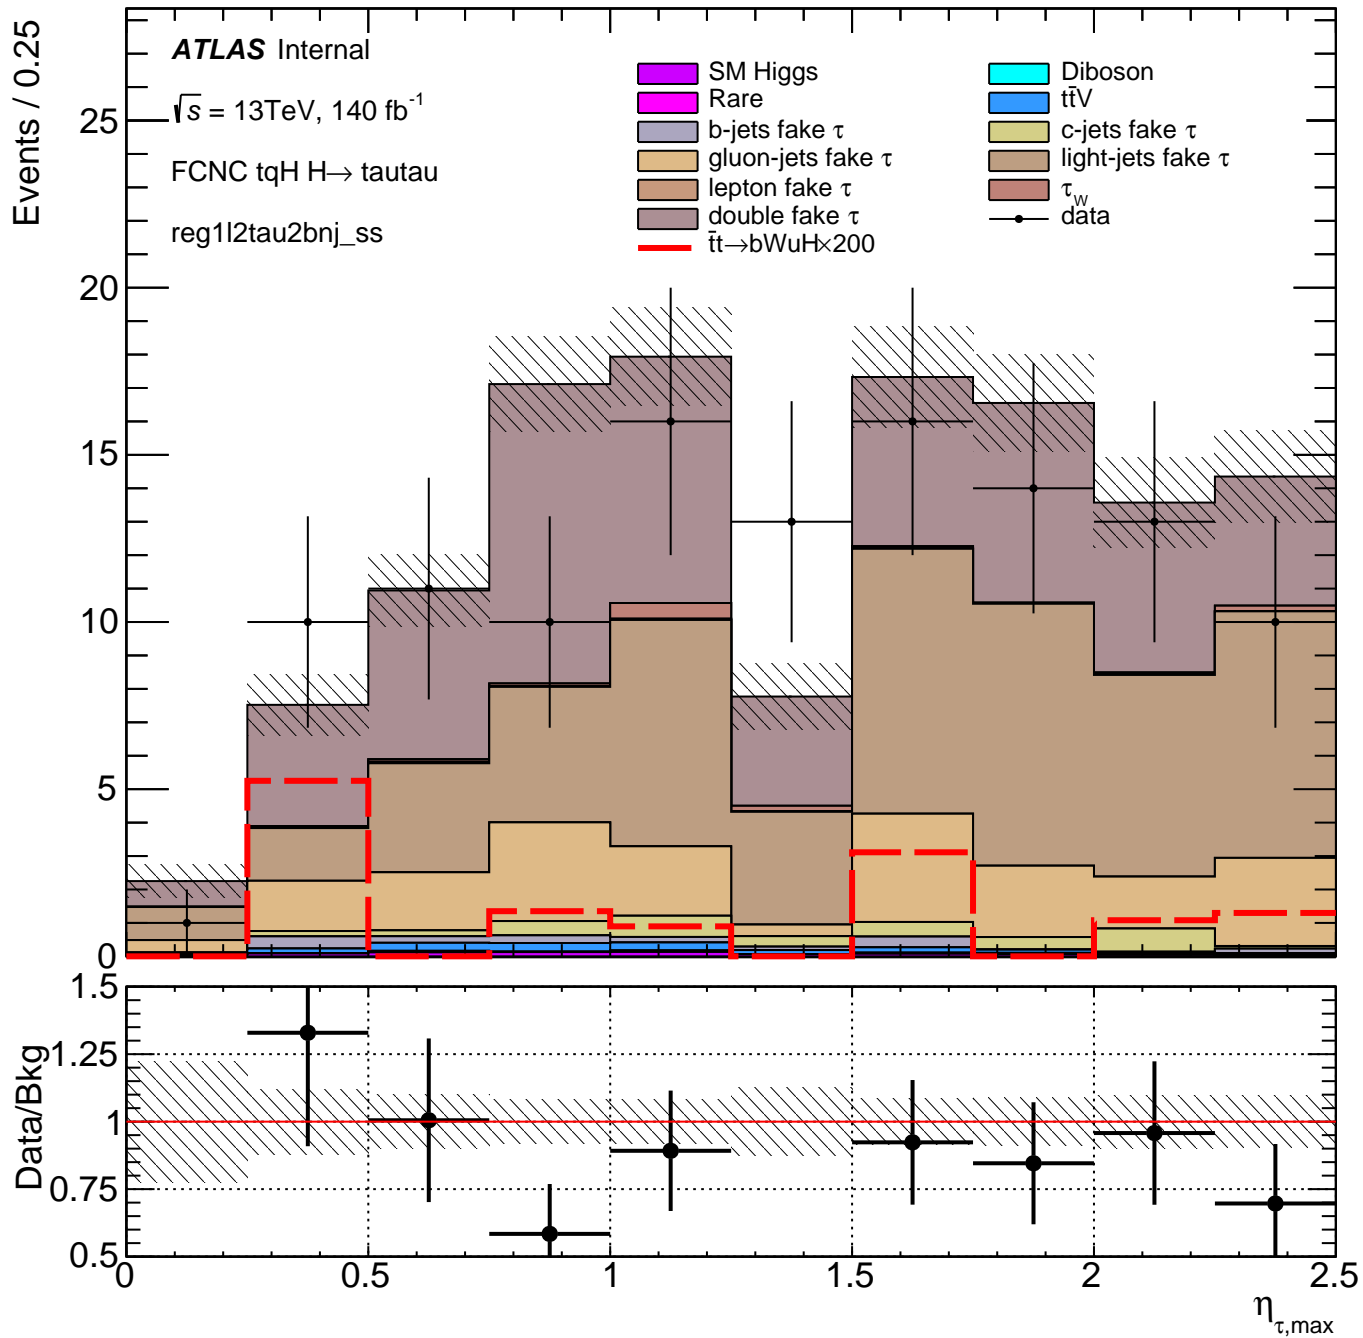 Events / 0.25
ATLAS Internal
√s = 13TeV, 140 fb⁻¹
FCNC tqH H→ tautau
reg1l2tau2bnj_ss
SM Higgs
Diboson
Rare
tt̄V
b-jets fake τ
c-jets fake τ
gluon-jets fake τ
light-jets fake τ
lepton fake τ
τ_W
double fake τ
data
t̄t→bWuH×200
25
20
15
10
5
0
Data/Bkg
1.5
1.25
1
0.75
0.5
0
0.5
1
1.5
2
2.5
η_τ,max